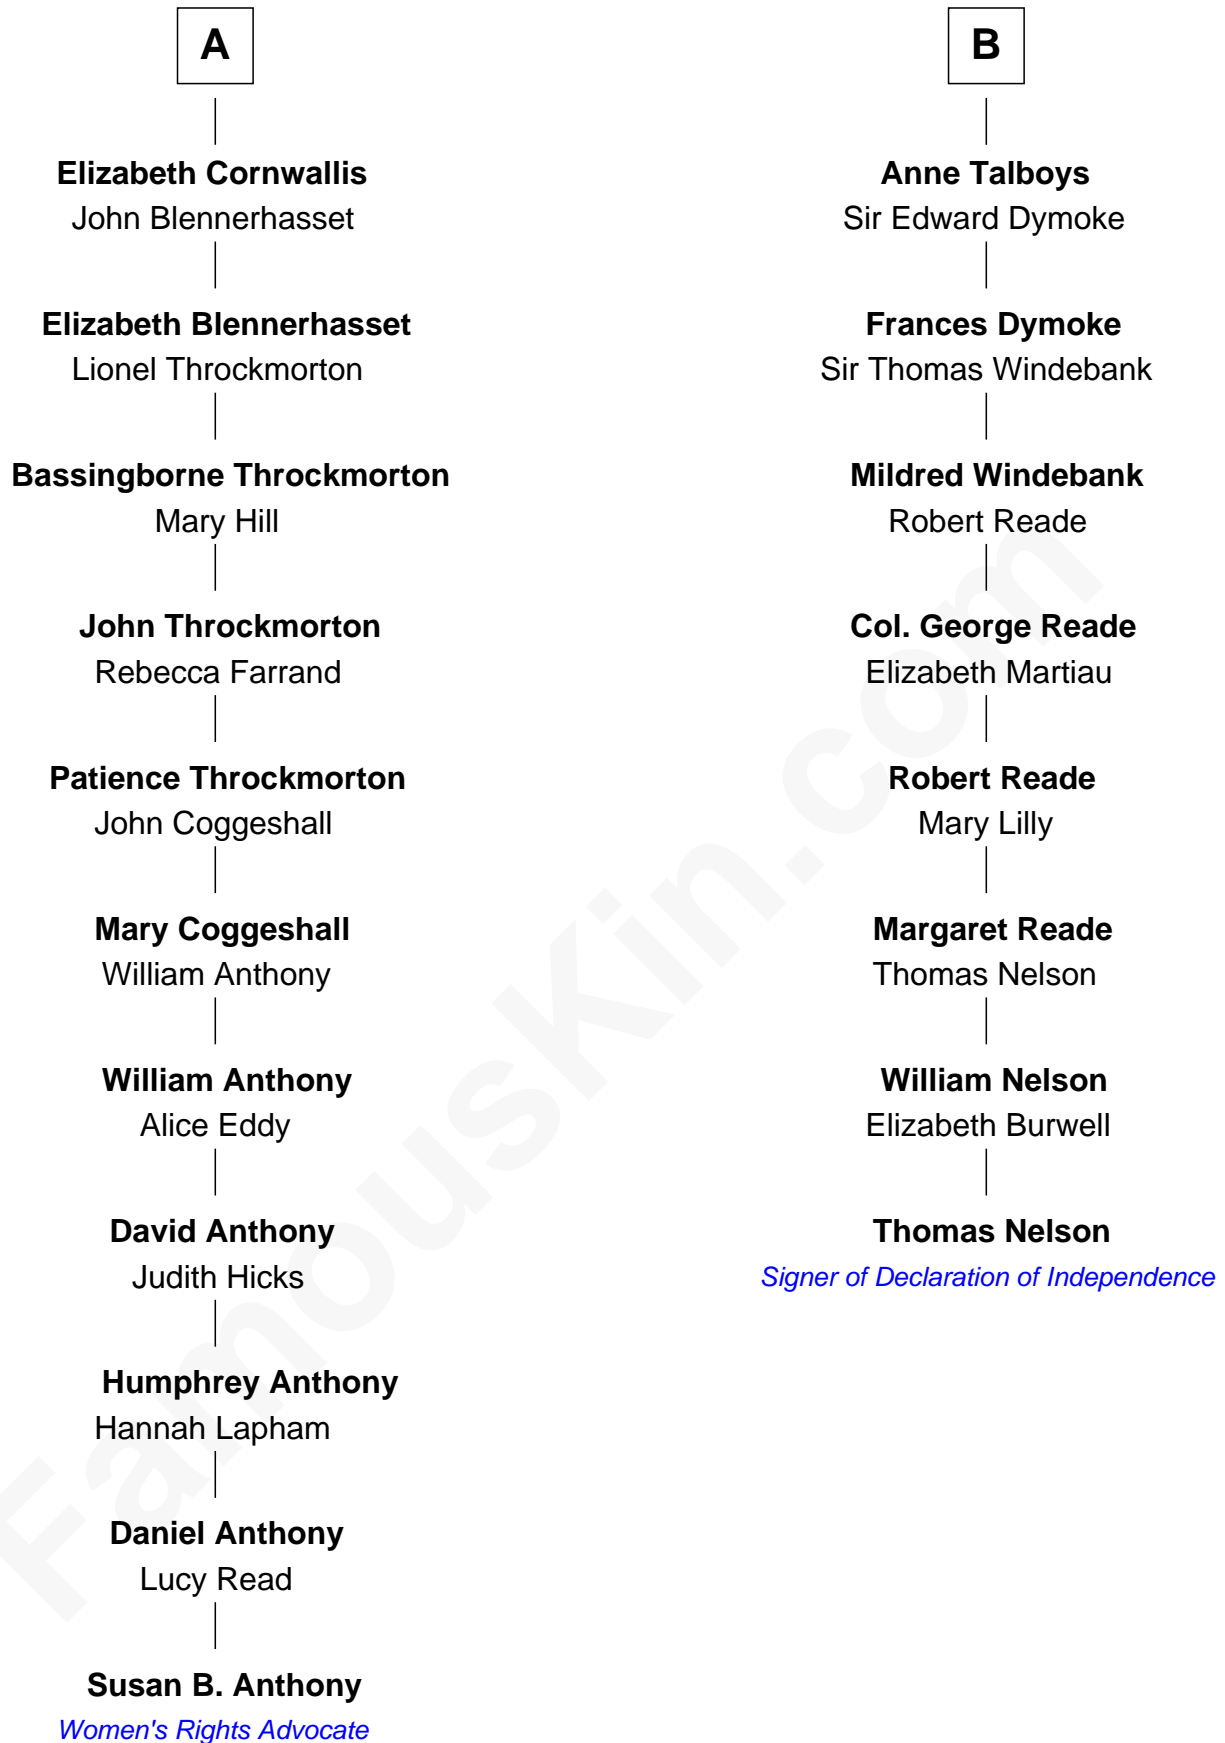 A
Elizabeth Cornwallis
John Blennerhasset
Elizabeth Blennerhasset
Lionel Throckmorton
Bassingborne Throckmorton
Mary Hill
John Throckmorton
Rebecca Farrand
Patience Throckmorton
John Coggeshall
Mary Coggeshall
William Anthony
William Anthony
Alice Eddy
David Anthony
Judith Hicks
Humphrey Anthony
Hannah Lapham
Daniel Anthony
Lucy Read
Susan B. Anthony
Women's Rights Advocate
B
Anne Talboys
Sir Edward Dymoke
Frances Dymoke
Sir Thomas Windebank
Mildred Windebank
Robert Reade
Col. George Reade
Elizabeth Martiau
Robert Reade
Mary Lilly
Margaret Reade
Thomas Nelson
William Nelson
Elizabeth Burwell
Thomas Nelson
Signer of Declaration of Independence
FamousKin.com